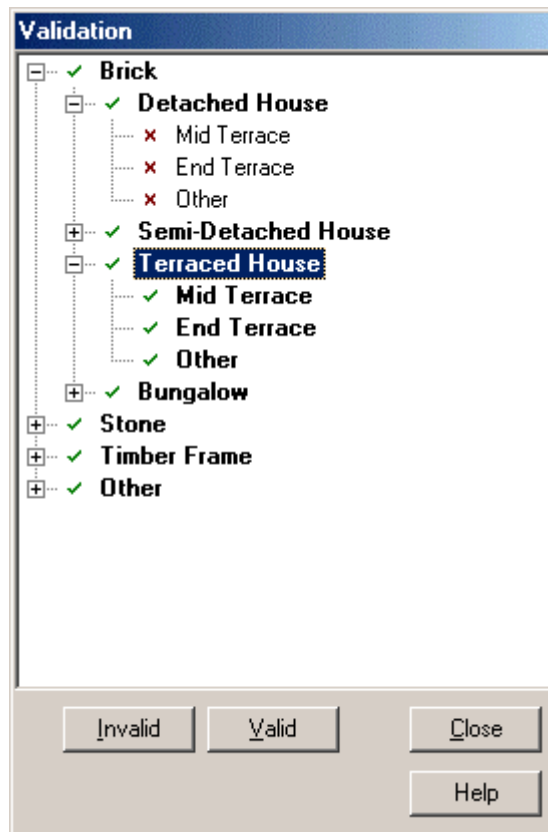 Validation
Brick
Detached House
Mid Terrace
End Terrace
Other
Semi-Detached House
Terraced House
Mid Terrace
End Terrace
Other
Bungalow
Stone
Timber Frame
Other
Invalid Valid Close
Help